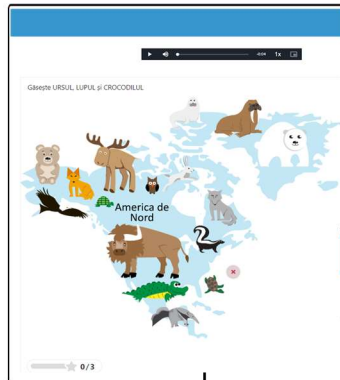 -0:04 1x
Găsește URSUL, LUPUL și CROCODILUL
America de
Nord
0/3